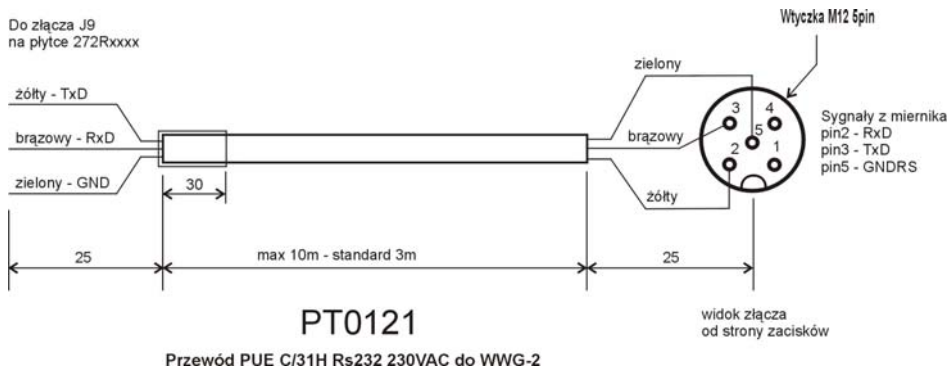 Do złącza J9
na płytce 272Rxxxx
żółty - TxD
brązowy - RxD
zielony - GND
30
25
max 10m - standard 3m
25
zielony
brązowy
żółty
Wtyczka M12 5pin
3
4
5
2
1
Sygnały z miernika
pin2 - RxD
pin3 - TxD
pin5 - GNDRS
widok złącza
od strony zacisków
PT0121
Przewód PUE C/31H Rs232 230VAC do WWG-2